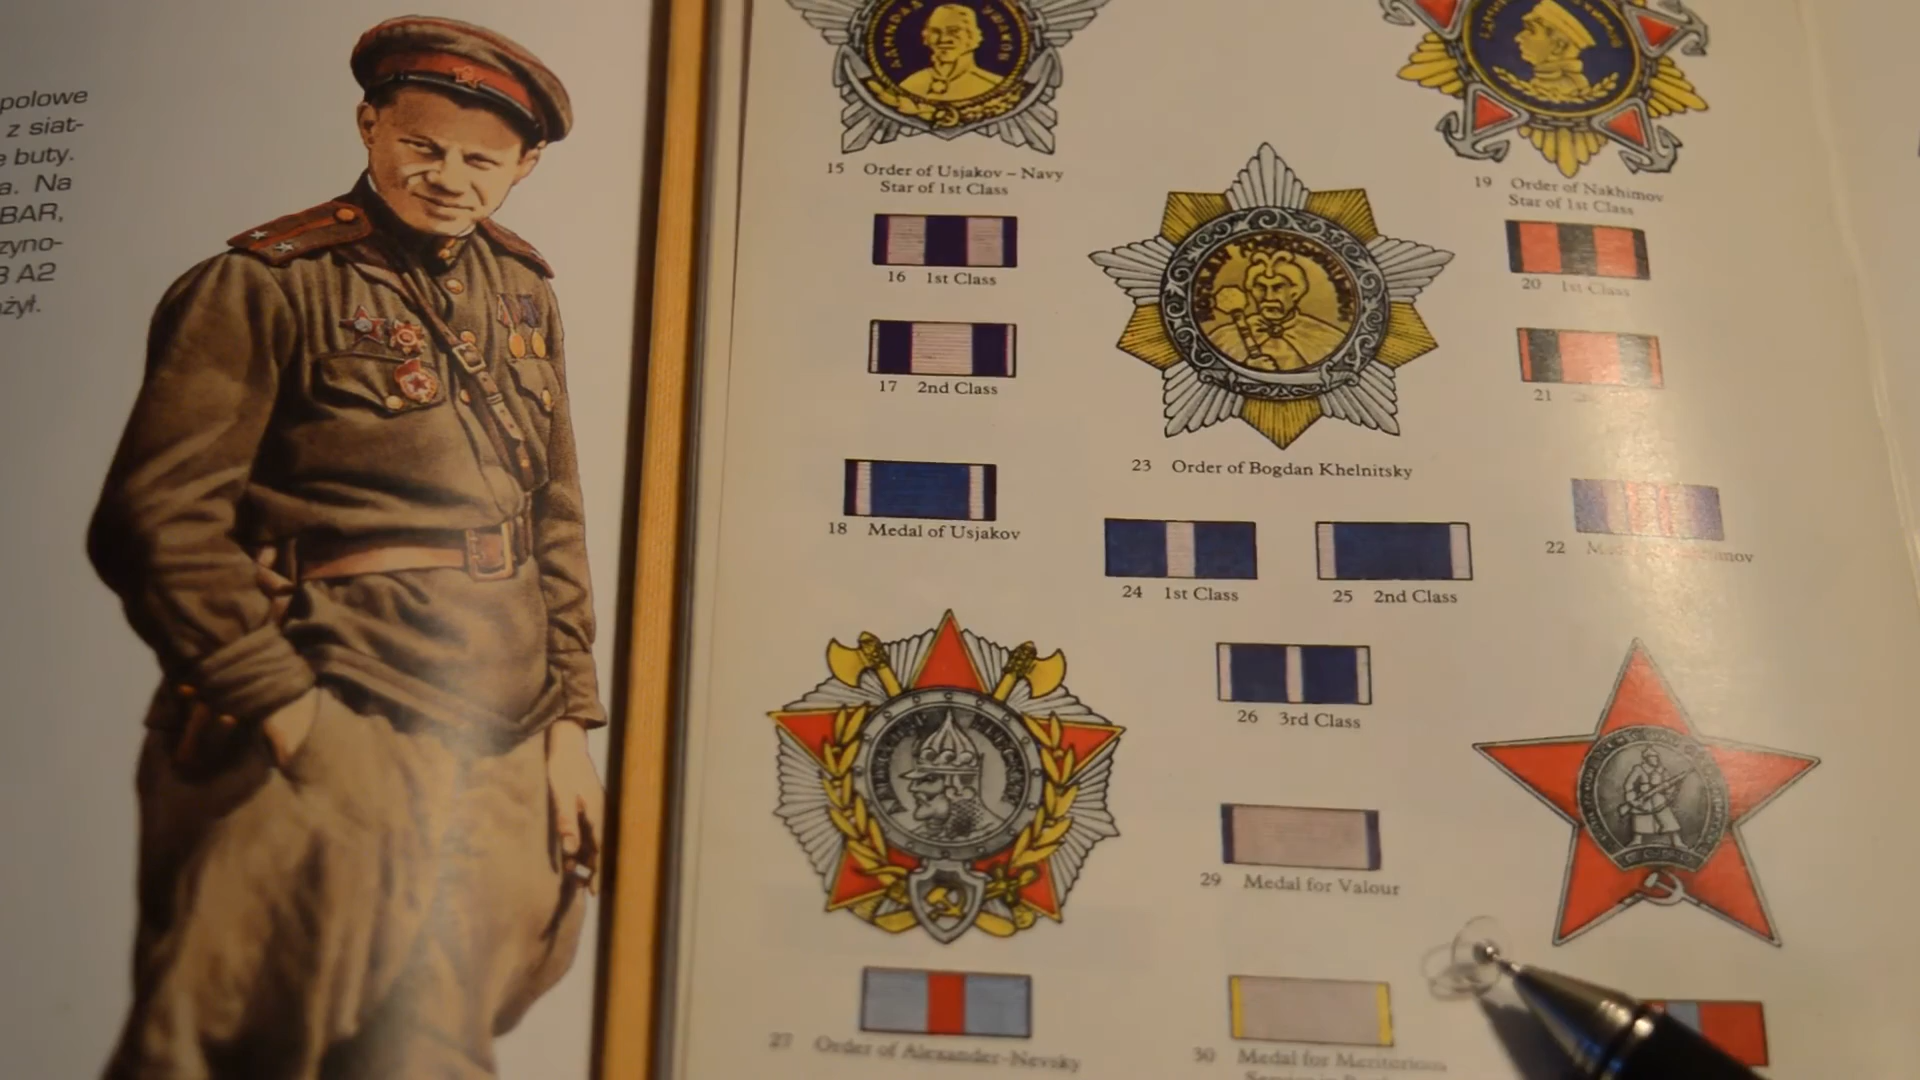 polowe
z siat-
e buty.
a. Na
BAR,
zyno-
3 A2
żył.
15 Order of Usjakov – Navy
Star of 1st Class
16 1st Class
17 2nd Class
18 Medal of Usjakov
19 Order of Nakhimov
Star of 1st Class
20 1st Class
21
22
23 Order of Bogdan Khelnitsky
24 1st Class
25 2nd Class
26 3rd Class
27 Order of Alexander-Nevsky
29 Medal for Valour
30 Medal for Meritorious